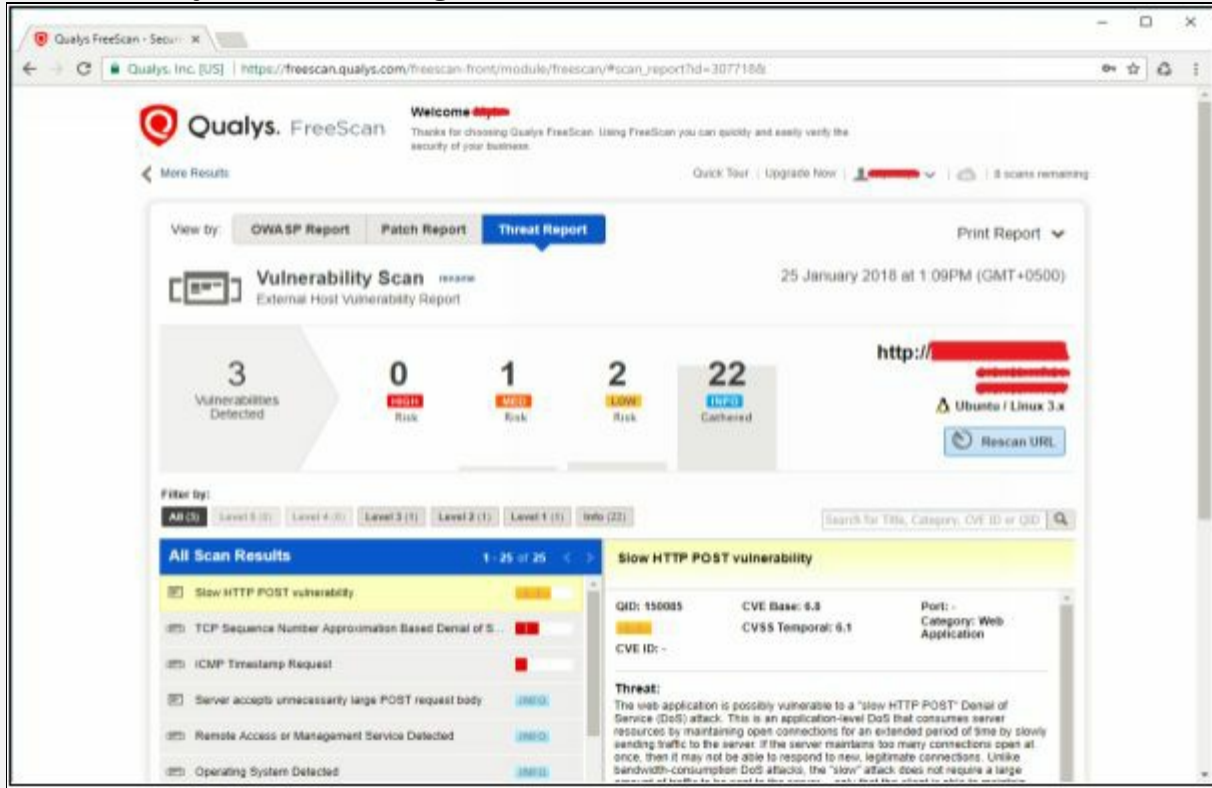 Qualys FreeScan - Securi
Qualys, Inc. [US] | https://freescan.qualys.com/freescan-front/module/freescan/#scan_report?id=307718&
Qualys. FreeScan
Welcome
Thanks for choosing Qualys FreeScan. Using FreeScan you can quickly and easily verify the
security of your business.
More Results
Quick Tour | Upgrade Now | | 8 scans remaining
View by: OWASP Report Patch Report Threat Report
Print Report
Vulnerability Scan rename
External Host Vulnerability Report
25 January 2018 at 1:09PM (GMT+0500)
3
Vulnerabilities
Detected
0
HIGH
Risk
1
MED
Risk
2
LOW
Risk
22
INFO
Gathered
http://
Ubuntu / Linux 3.x
Rescan URL
Filter by:
All (3) Level 5 (0) Level 4 (0) Level 3 (1) Level 2 (1) Level 1 (1) Info (22)
Search for Title, Category, CVE ID or QID
All Scan Results 1 - 25 of 25
Slow HTTP POST vulnerability
TCP Sequence Number Approximation Based Denial of S...
ICMP Timestamp Request
Server accepts unnecessarily large POST request body INFO
Remote Access or Management Service Detected INFO
Operating System Detected INFO
Slow HTTP POST vulnerability
QID: 150085 CVE Base: 6.8 Port: -
CVSS Temporal: 6.1 Category: Web
Application
CVE ID: -
Threat:
The web application is possibly vulnerable to a "slow HTTP POST" Denial of
Service (DoS) attack. This is an application-level DoS that consumes server
resources by maintaining open connections for an extended period of time by slowly
sending traffic to the server. If the server maintains too many connections open at
once, then it may not be able to respond to new, legitimate connections. Unlike
bandwidth-consumption DoS attacks, the "slow" attack does not require a large